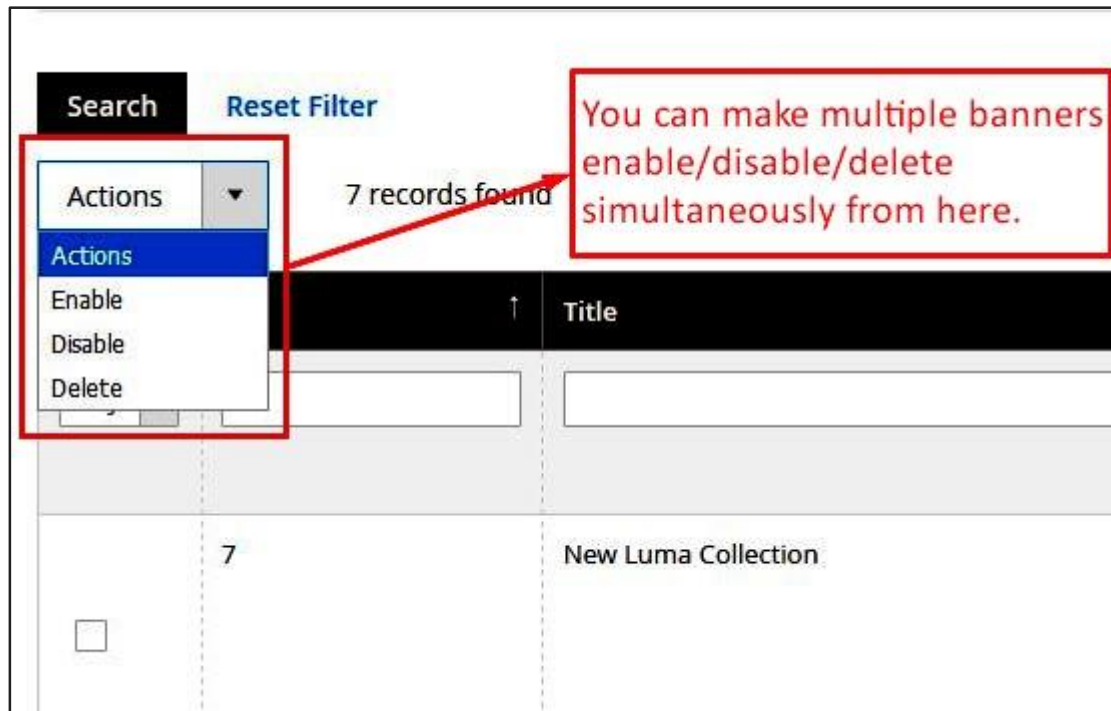 Search Reset Filter
You can make multiple banners
enable/disable/delete
simultaneously from here.
Actions 7 records found
Actions
Enable
Disable
Delete
Title
7 New Luma Collection